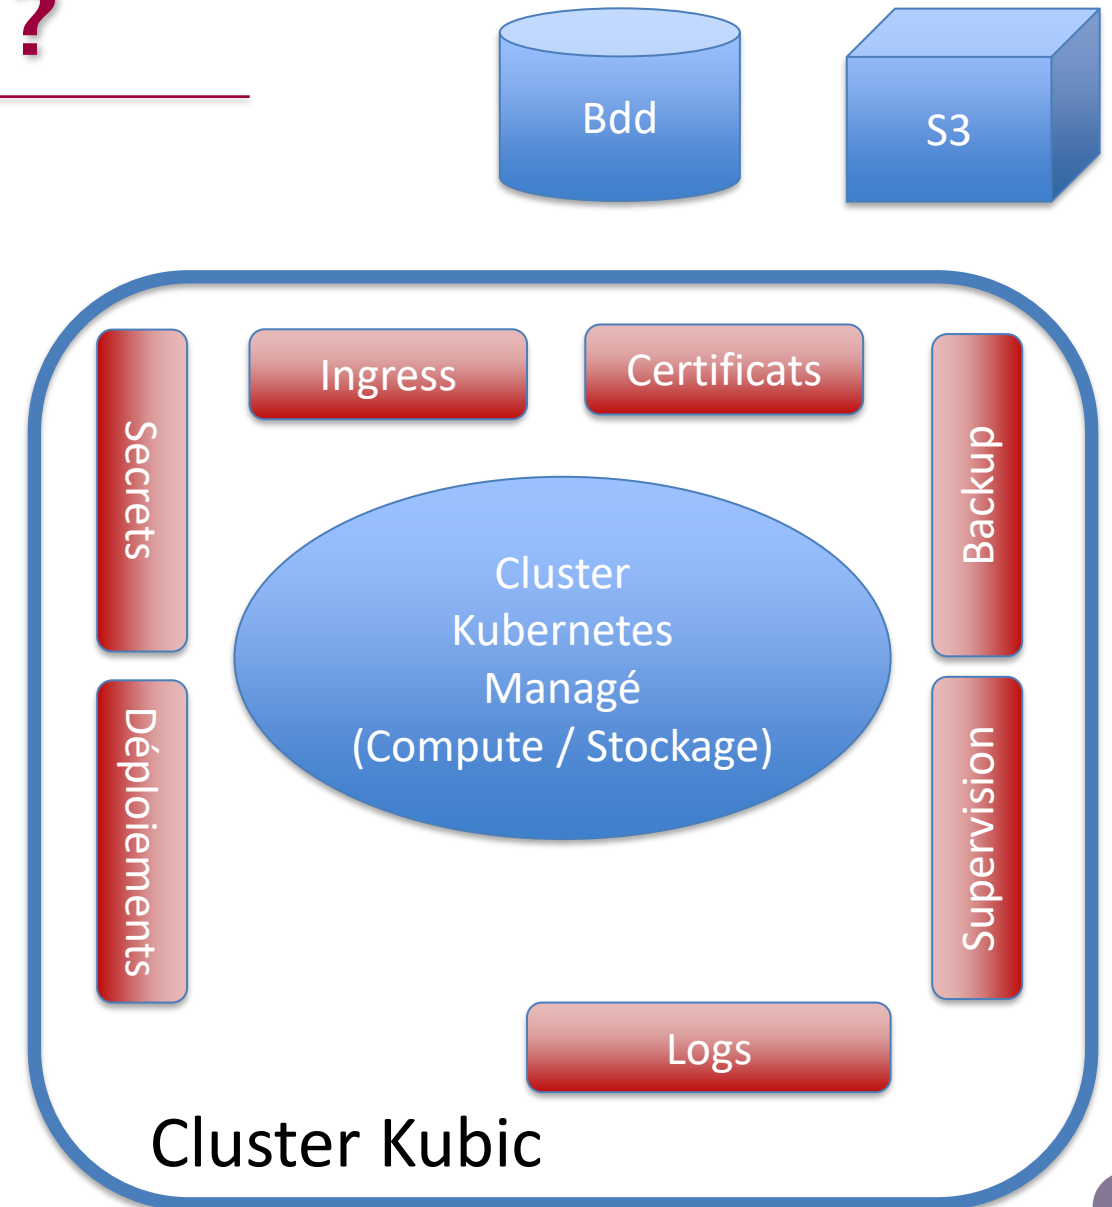 ?
Bdd
S3
Ingress
Certificats
Secrets
Backup
Cluster
Kubernetes
Managé
(Compute / Stockage)
Déploiements
Supervision
Logs
Cluster Kubic